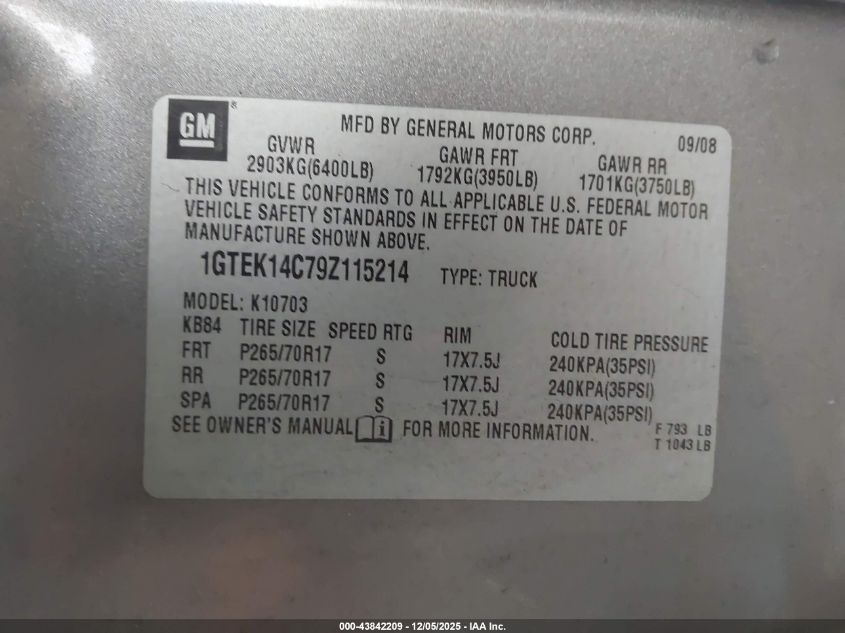 GM ®
MFD BY GENERAL MOTORS CORP. 09/08
GVWR GAWR FRT GAWR RR
2903KG(6400LB) 1792KG(3950LB) 1701KG(3750LB)
THIS VEHICLE CONFORMS TO ALL APPLICABLE U.S. FEDERAL MOTOR
VEHICLE SAFETY STANDARDS IN EFFECT ON THE DATE OF
MANUFACTURE SHOWN ABOVE.
1GTEK14C79Z115214 TYPE: TRUCK
MODEL: K10703
KB84 TIRE SIZE SPEED RTG RIM COLD TIRE PRESSURE
FRT P265/70R17 S 17X7.5J 240KPA(35PSI)
RR P265/70R17 S 17X7.5J 240KPA(35PSI)
SPA P265/70R17 S 17X7.5J 240KPA(35PSI)
SEE OWNER'S MANUAL i FOR MORE INFORMATION.
F 793 LB
T 1043 LB
000-43842209 - 12/05/2025 - IAA Inc.